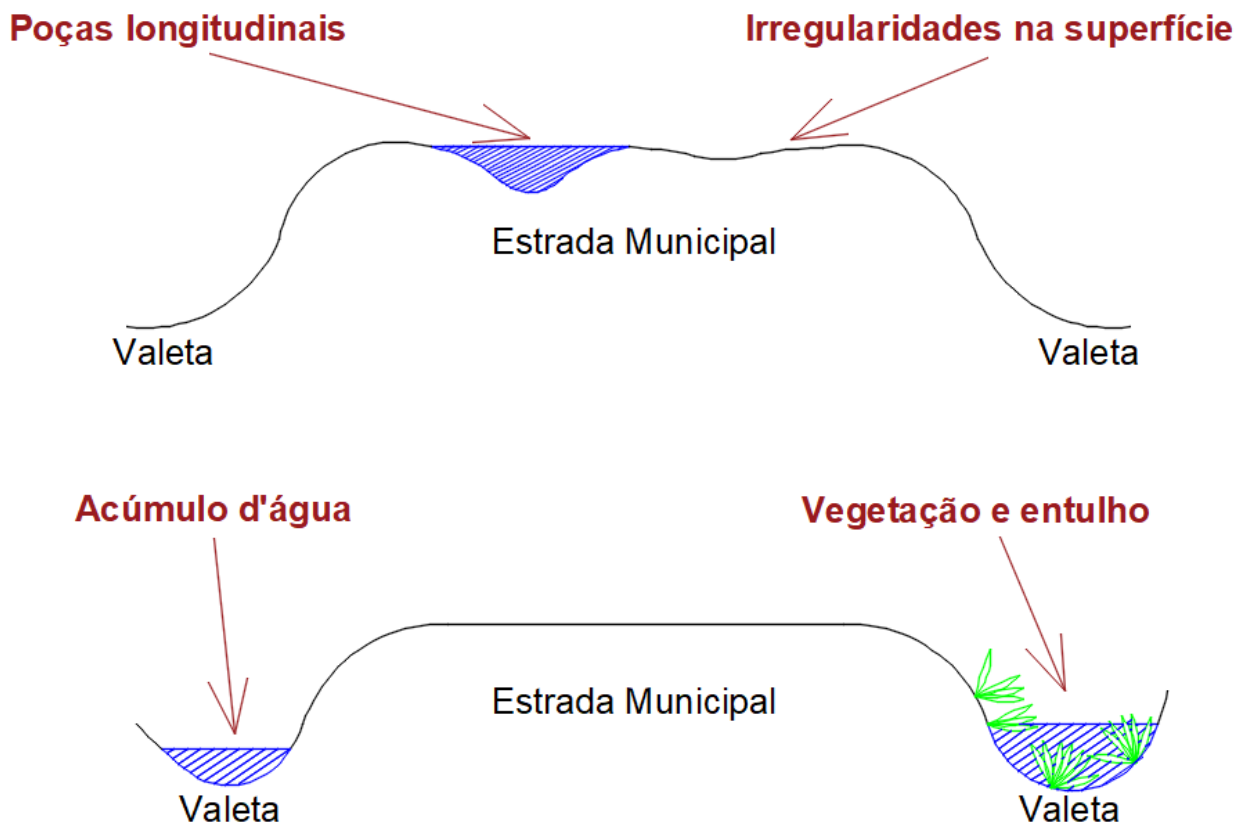 Poças longitudinais
Irregularidades na superfície
Estrada Municipal
Valeta
Valeta
Acúmulo d'água
Vegetação e entulho
Estrada Municipal
Valeta
Valeta